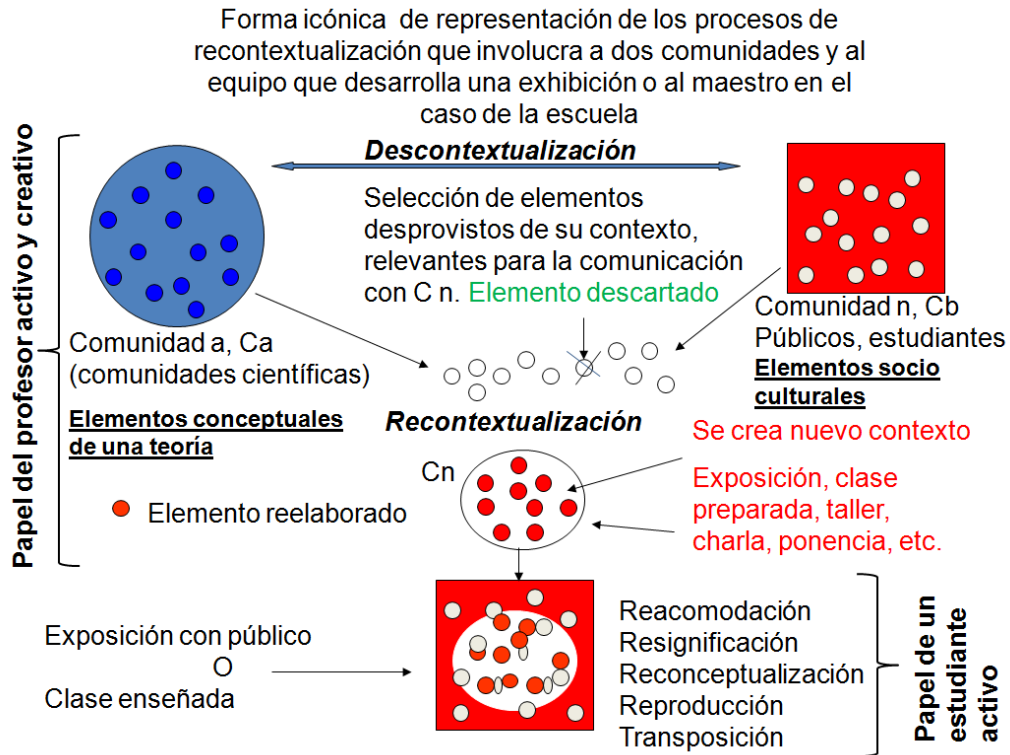 Forma icónica de representación de los procesos de
recontextualización que involucra a dos comunidades y al
equipo que desarrolla una exhibición o al maestro en el
caso de la escuela
Papel del profesor activo y creativo
Descontextualización
Selección de elementos
desprovistos de su contexto,
relevantes para la comunicación
con C n. Elemento descartado
Comunidad a, Ca
(comunidades científicas)
Elementos conceptuales
de una teoría
Comunidad n, Cb
Públicos, estudiantes
Elementos socio
culturales
Recontextualización
Cn
Se crea nuevo contexto
Exposición, clase
preparada, taller,
charla, ponencia, etc.
Elemento reelaborado
Exposición con público
O
Clase enseñada
Reacomodación
Resignificación
Reconceptualización
Reproducción
Transposición
Papel de un
estudiante
activo